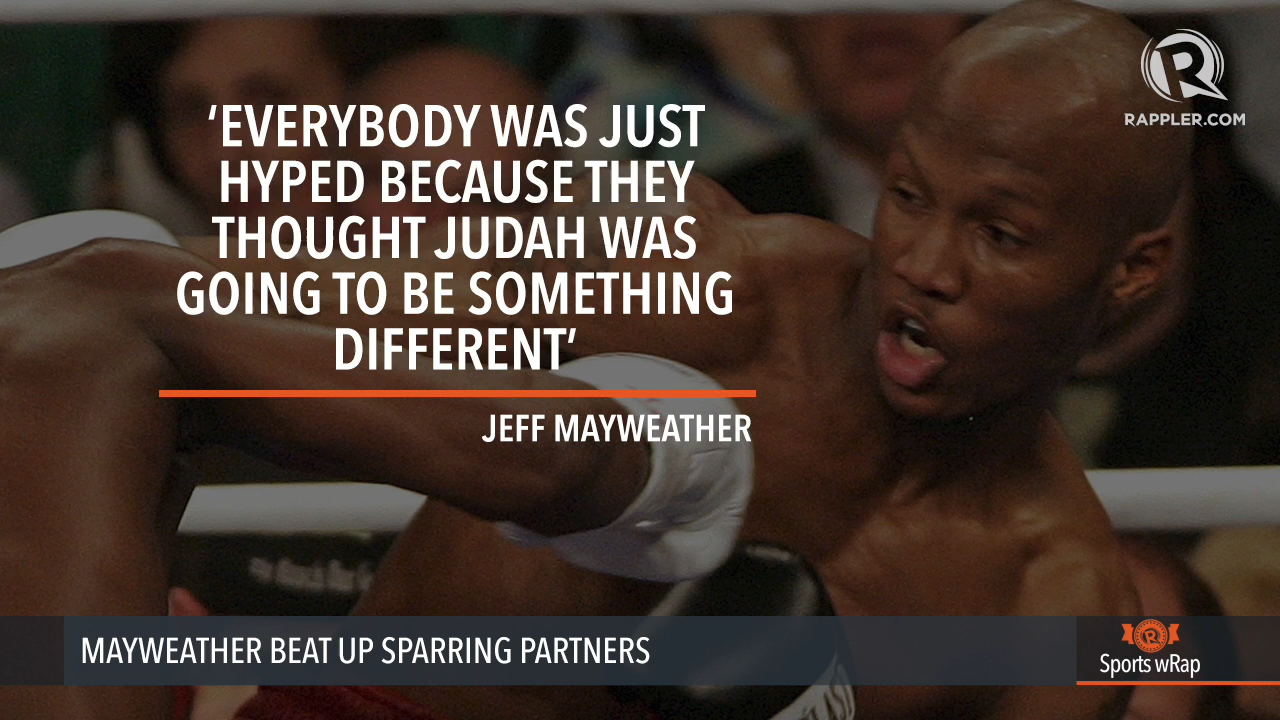 R
RAPPLER.COM
‘EVERYBODY WAS JUST
HYPED BECAUSE THEY
THOUGHT JUDAH WAS
GOING TO BE SOMETHING
DIFFERENT’
JEFF MAYWEATHER
MAYWEATHER BEAT UP SPARRING PARTNERS
R
Sports wRap